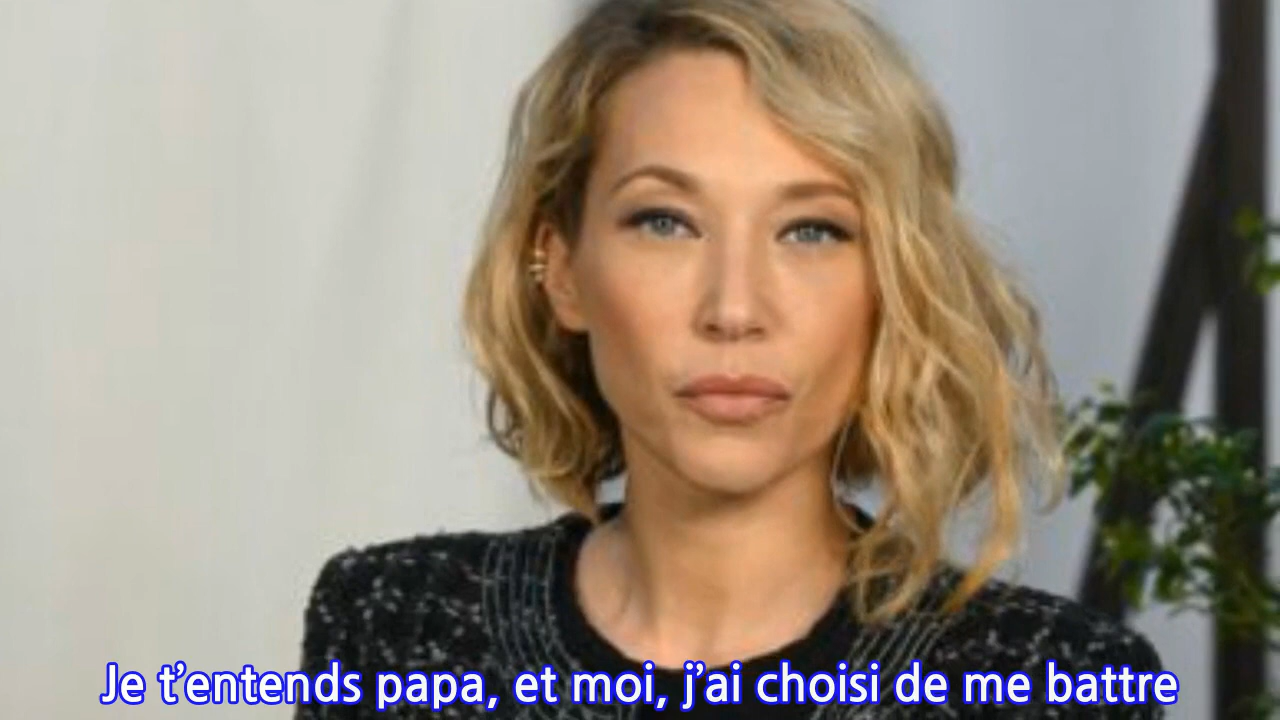 Je t’entends papa, et moi, j’ai choisi de me battre